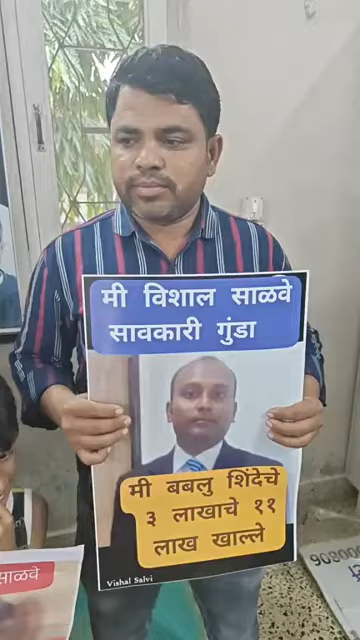 मी विशाल साळवे
सावकारी गुंडा
मी बबलु शिंदेचे
३ लाखाचे ११
लाख खाल्ले
Vishal Salvi
साळवे